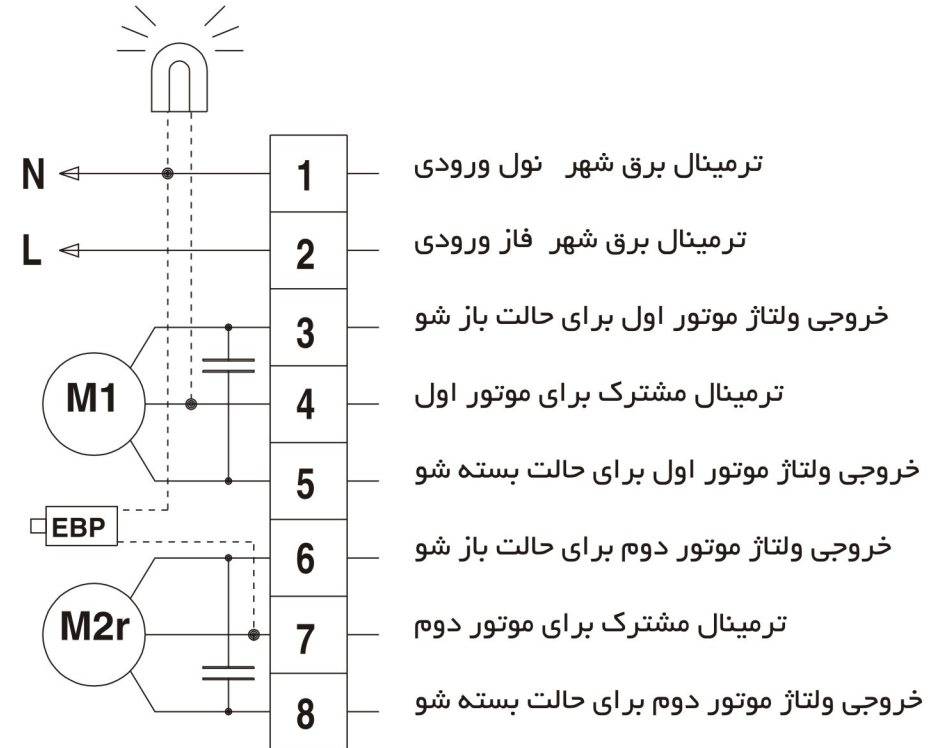 N 1 ترمینال برق شهر نول ورودی
L 2 ترمینال برق شهر فاز ورودی
3 خروجی ولتاژ موتور اول برای حالت باز شو
M1 4 ترمینال مشترک برای موتور اول
5 خروجی ولتاژ موتور اول برای حالت بسته شو
EBP
6 خروجی ولتاژ موتور دوم برای حالت باز شو
M2r 7 ترمینال مشترک برای موتور دوم
8 خروجی ولتاژ موتور دوم برای حالت بسته شو